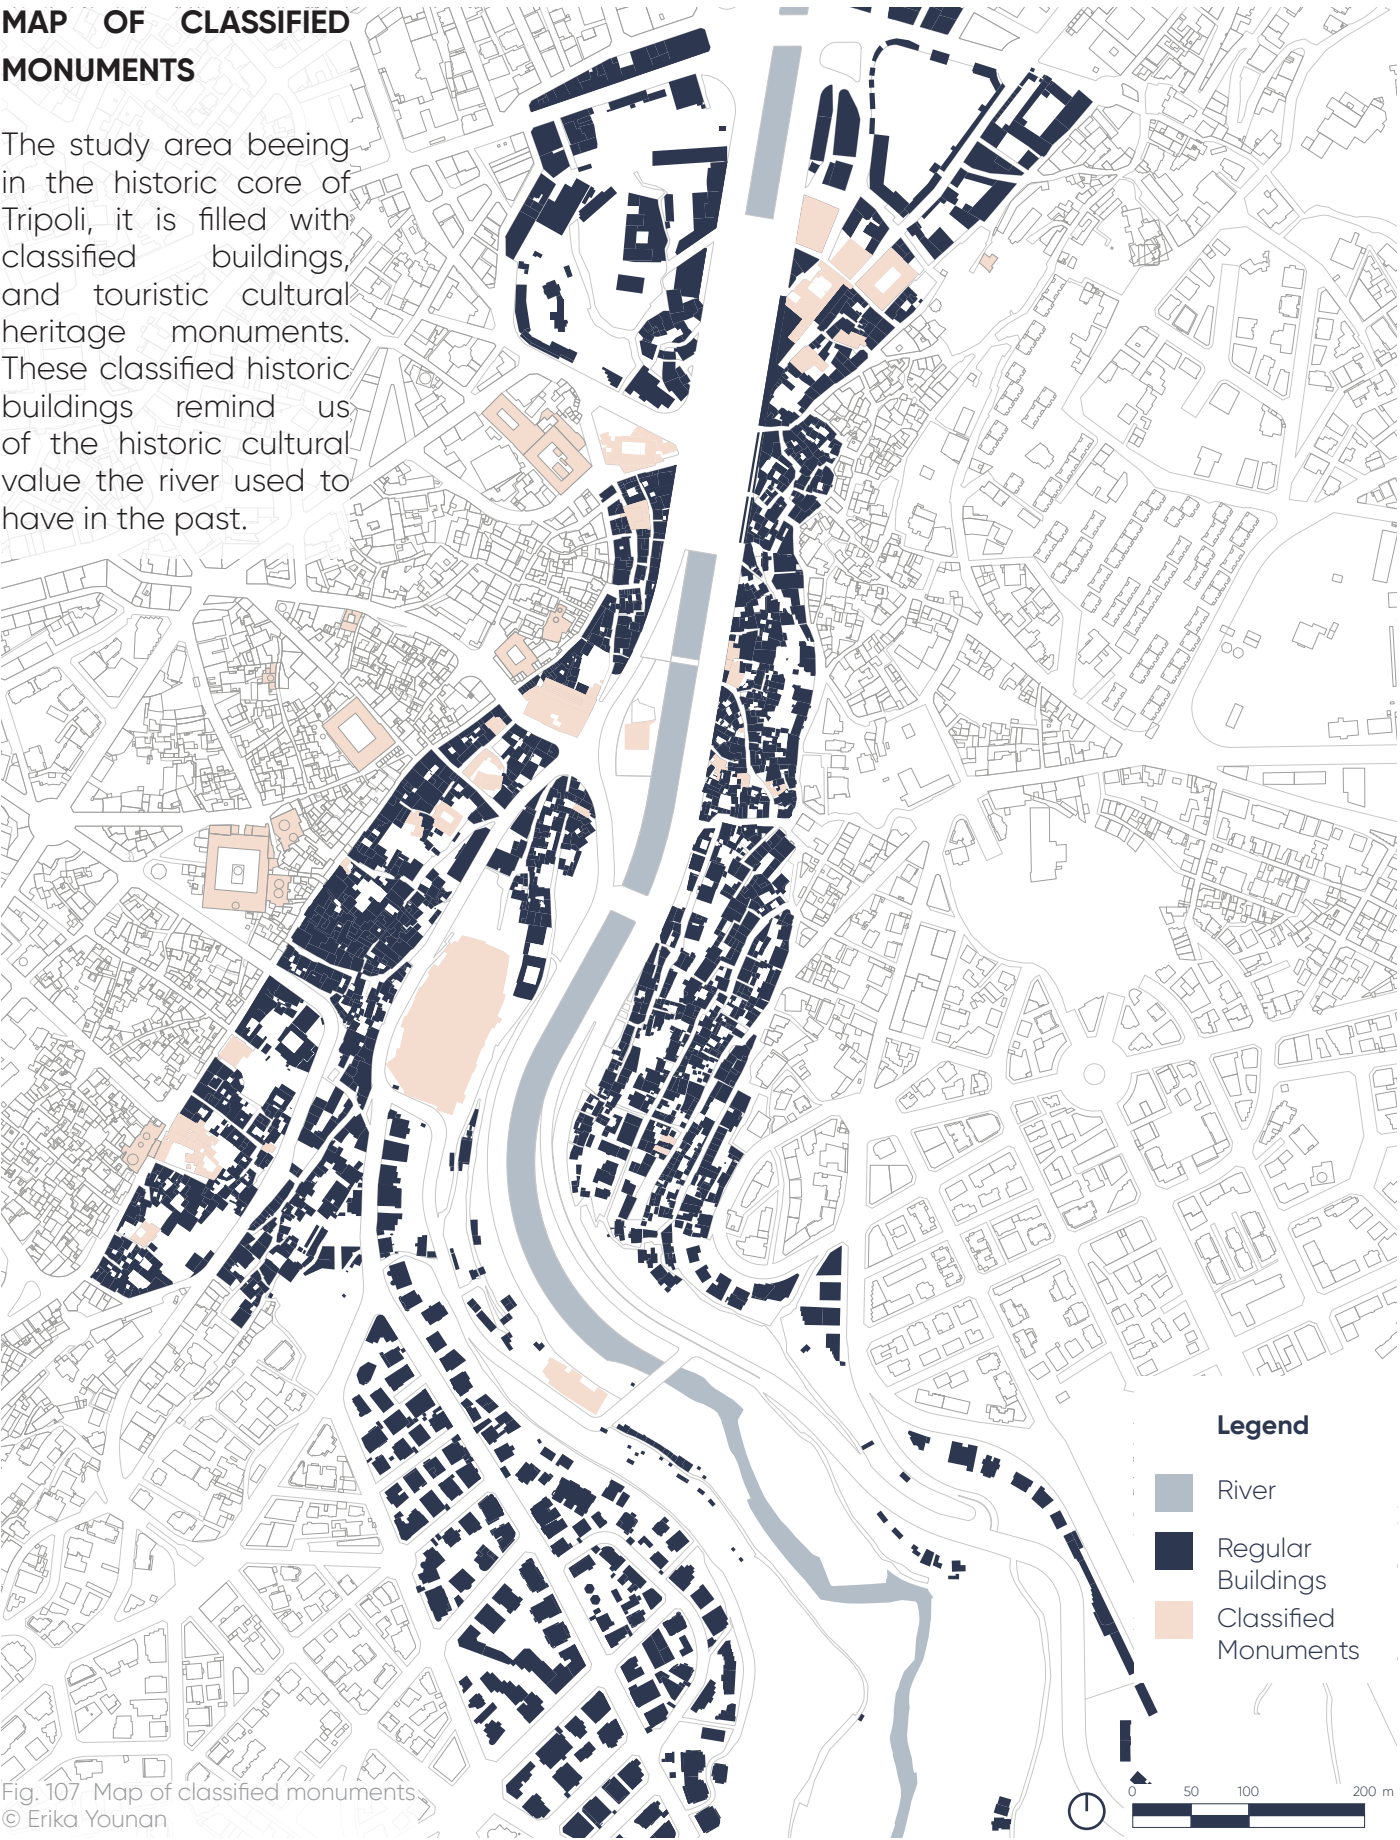 MAP OF CLASSIFIED
MONUMENTS
The study area beeing
in the historic core of
Tripoli, it is filled with
classified buildings,
and touristic cultural
heritage monuments.
These classified historic
buildings remind us
of the historic cultural
value the river used to
have in the past.
Legend
River
Regular
Buildings
Classified
Monuments
Fig. 107 Map of classified monuments
© Erika Younan
0 50 100 200 m